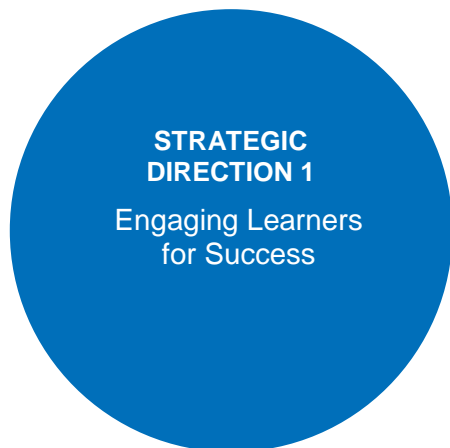 STRATEGIC
DIRECTION 1
Engaging Learners
for Success